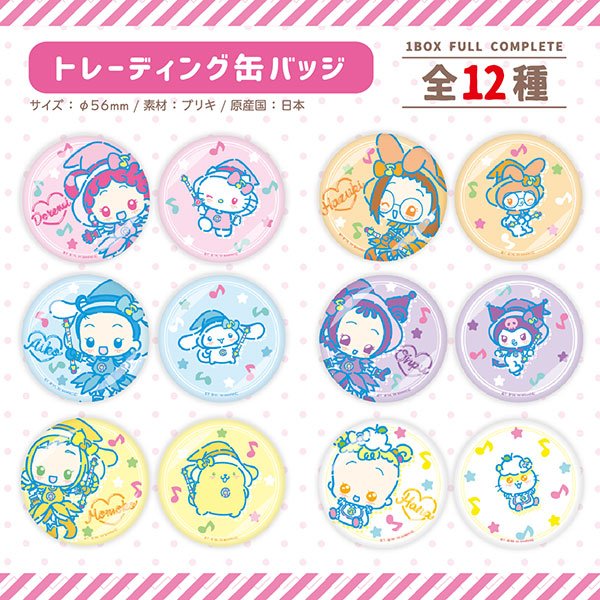 トレーディング缶バッジ
1BOX FULL COMPLETE
全12種
サイズ：φ56mm / 素材：ブリキ / 原産国：日本
Doremi
Hazuki
Aiko
Onpu
Momoko
Hana